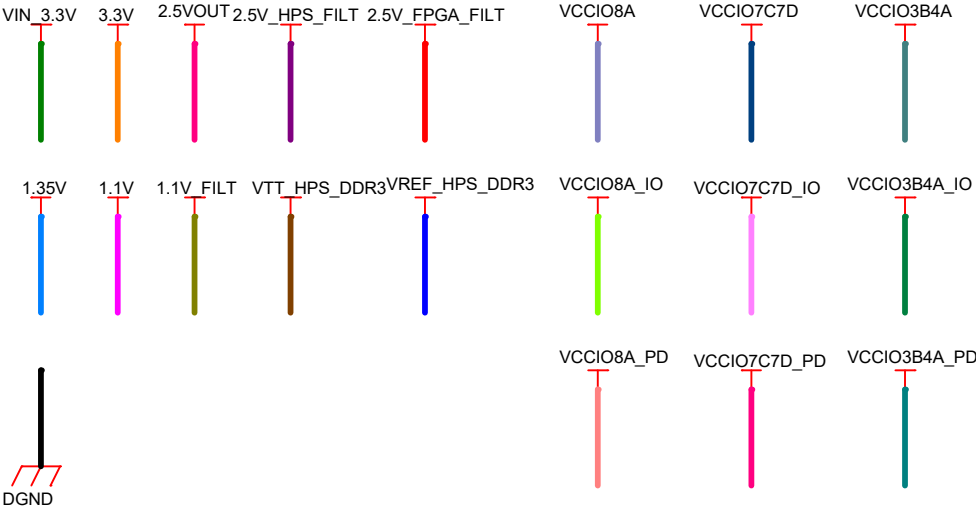 VIN_3.3V 3.3V 2.5VOUT 2.5V_HPS_FILT 2.5V_FPGA_FILT VCCIO8A VCCIO7C7D VCCIO3B4A
1.35V 1.1V 1.1V_FILT VTT_HPS_DDR3 VREF_HPS_DDR3 VCCIO8A_IO VCCIO7C7D_IO VCCIO3B4A_IO
VCCIO8A_PD VCCIO7C7D_PD VCCIO3B4A_PD
DGND